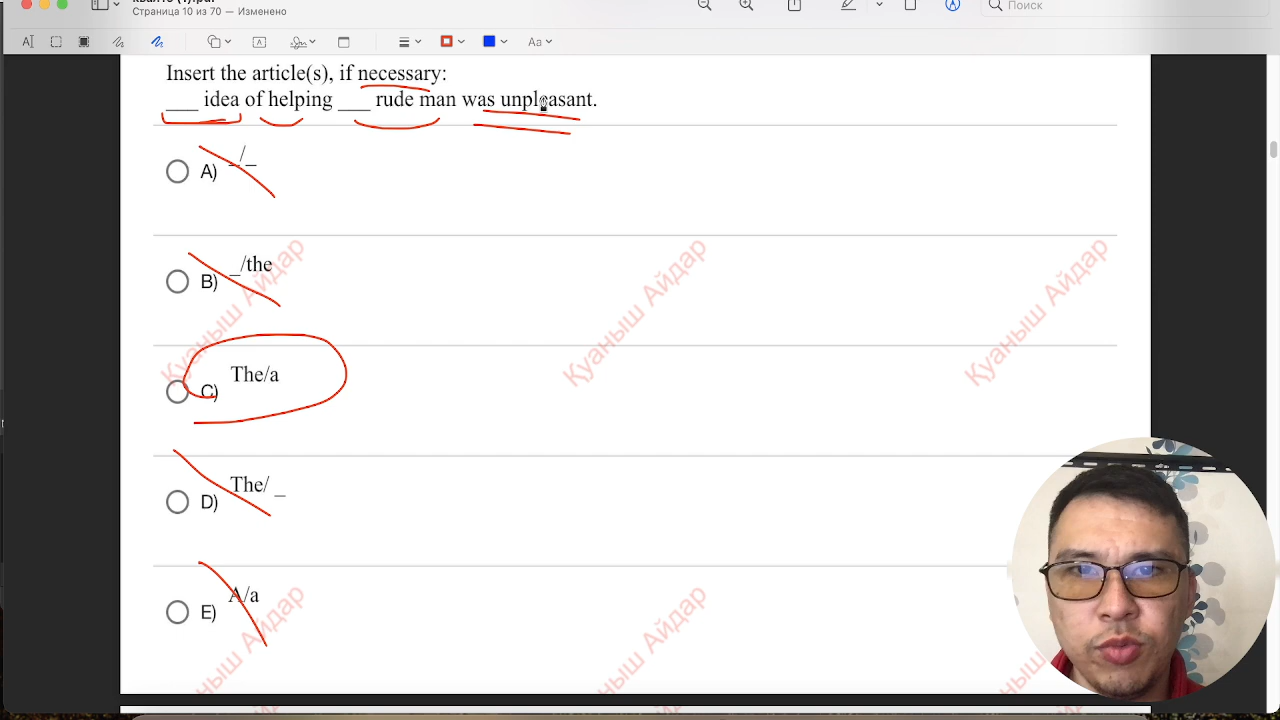 Страница 10 из 70 — Изменено
Поиск
Aa
Insert the article(s), if necessary:
___ idea of helping ___ rude man was unpleasant.
A) _/_
B) _/the
C) The/a
D) The/ _
E) A/a
Куаныш Айдар
Куаныш Айдар
Куаныш Айдар
Куаныш Айдар
Куаныш Айдар